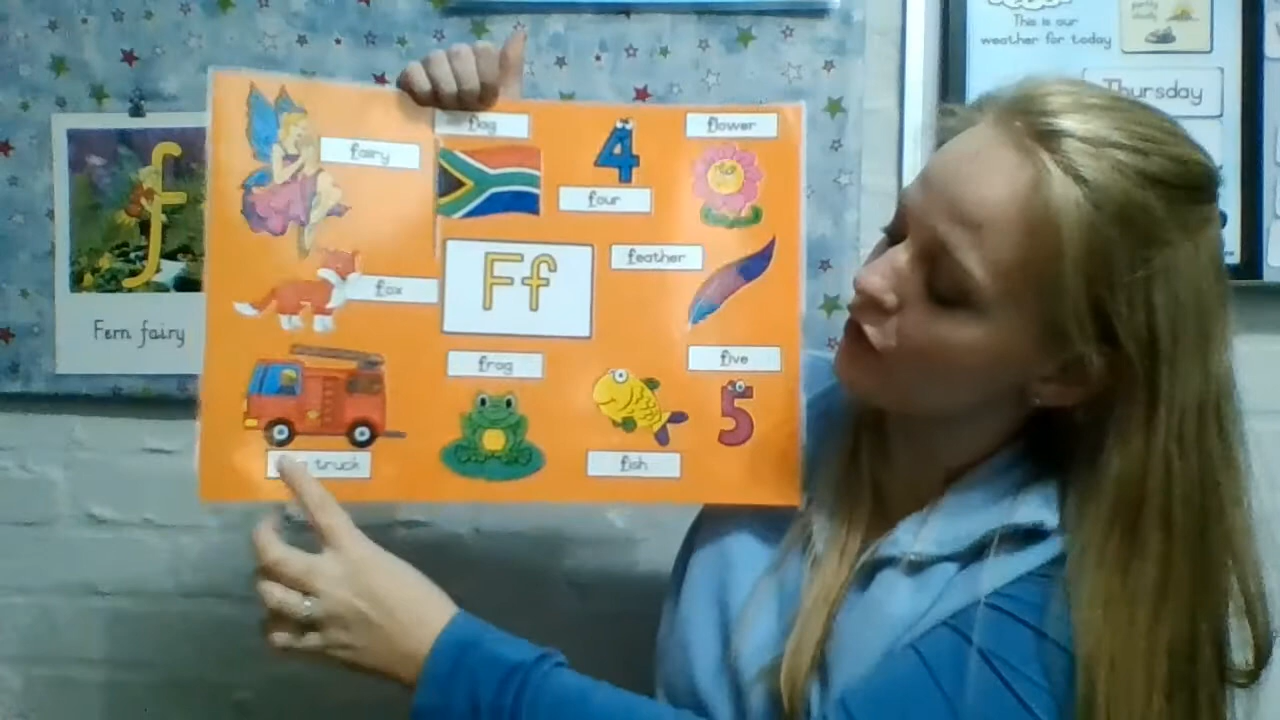 This is our
weather for today
Thursday
flag
flower
fairy
4
four
feather
Ff
fox
f
Fern fairy
frog
five
5
truck
fish